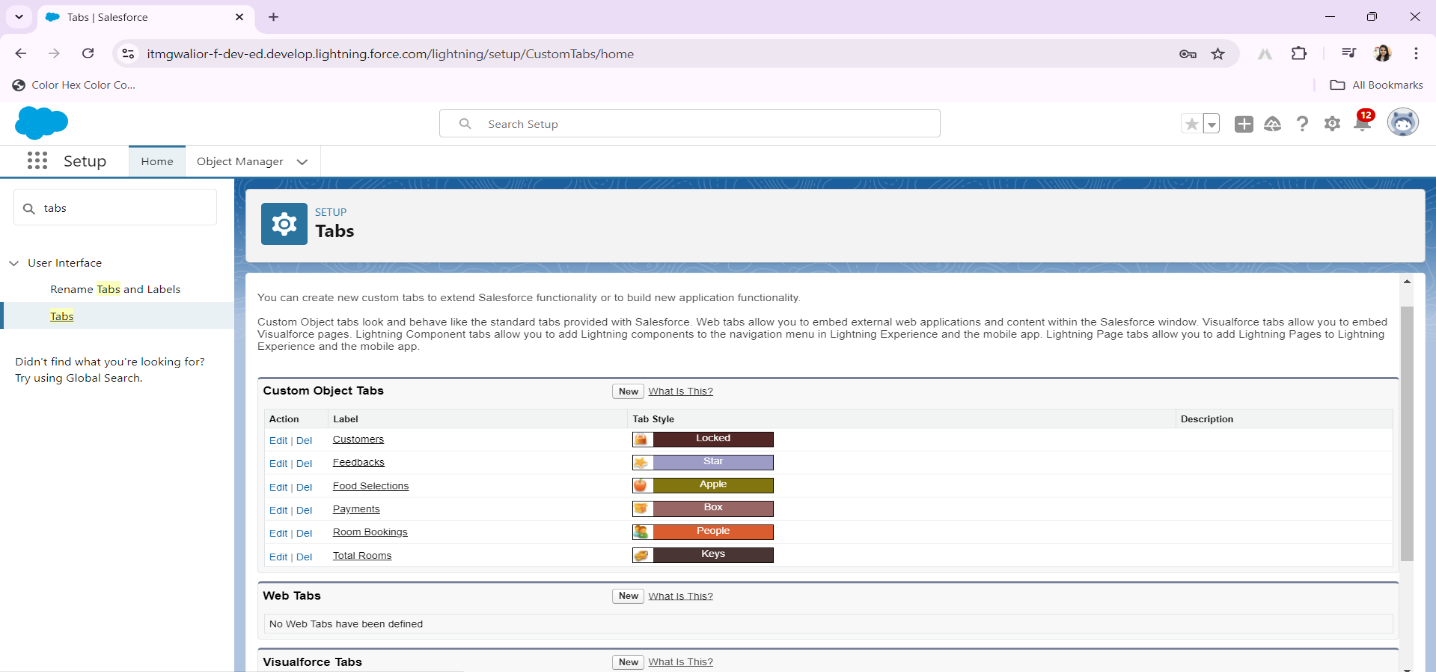 Tabs | Salesforce
itmgwalior-f-dev-ed.develop.lightning.force.com/lightning/setup/CustomTabs/home
Color Hex Color Co...
All Bookmarks
Search Setup
12
Setup
Home
Object Manager
tabs
User Interface
Rename Tabs and Labels
Tabs
Didn't find what you're looking for?
Try using Global Search.
SETUP
Tabs
You can create new custom tabs to extend Salesforce functionality or to build new application functionality.
Custom Object tabs look and behave like the standard tabs provided with Salesforce. Web tabs allow you to embed external web applications and content within the Salesforce window. Visualforce tabs allow you to embed
Visualforce pages. Lightning Component tabs allow you to add Lightning components to the navigation menu in Lightning Experience and the mobile app. Lightning Page tabs allow you to add Lightning Pages to Lightning
Experience and the mobile app.
Custom Object Tabs New What Is This?
Action Label Tab Style Description
Edit | Del Customers Locked
Edit | Del Feedbacks Star
Edit | Del Food Selections Apple
Edit | Del Payments Box
Edit | Del Room Bookings People
Edit | Del Total Rooms Keys
Web Tabs New What Is This?
No Web Tabs have been defined
Visualforce Tabs New What Is This?